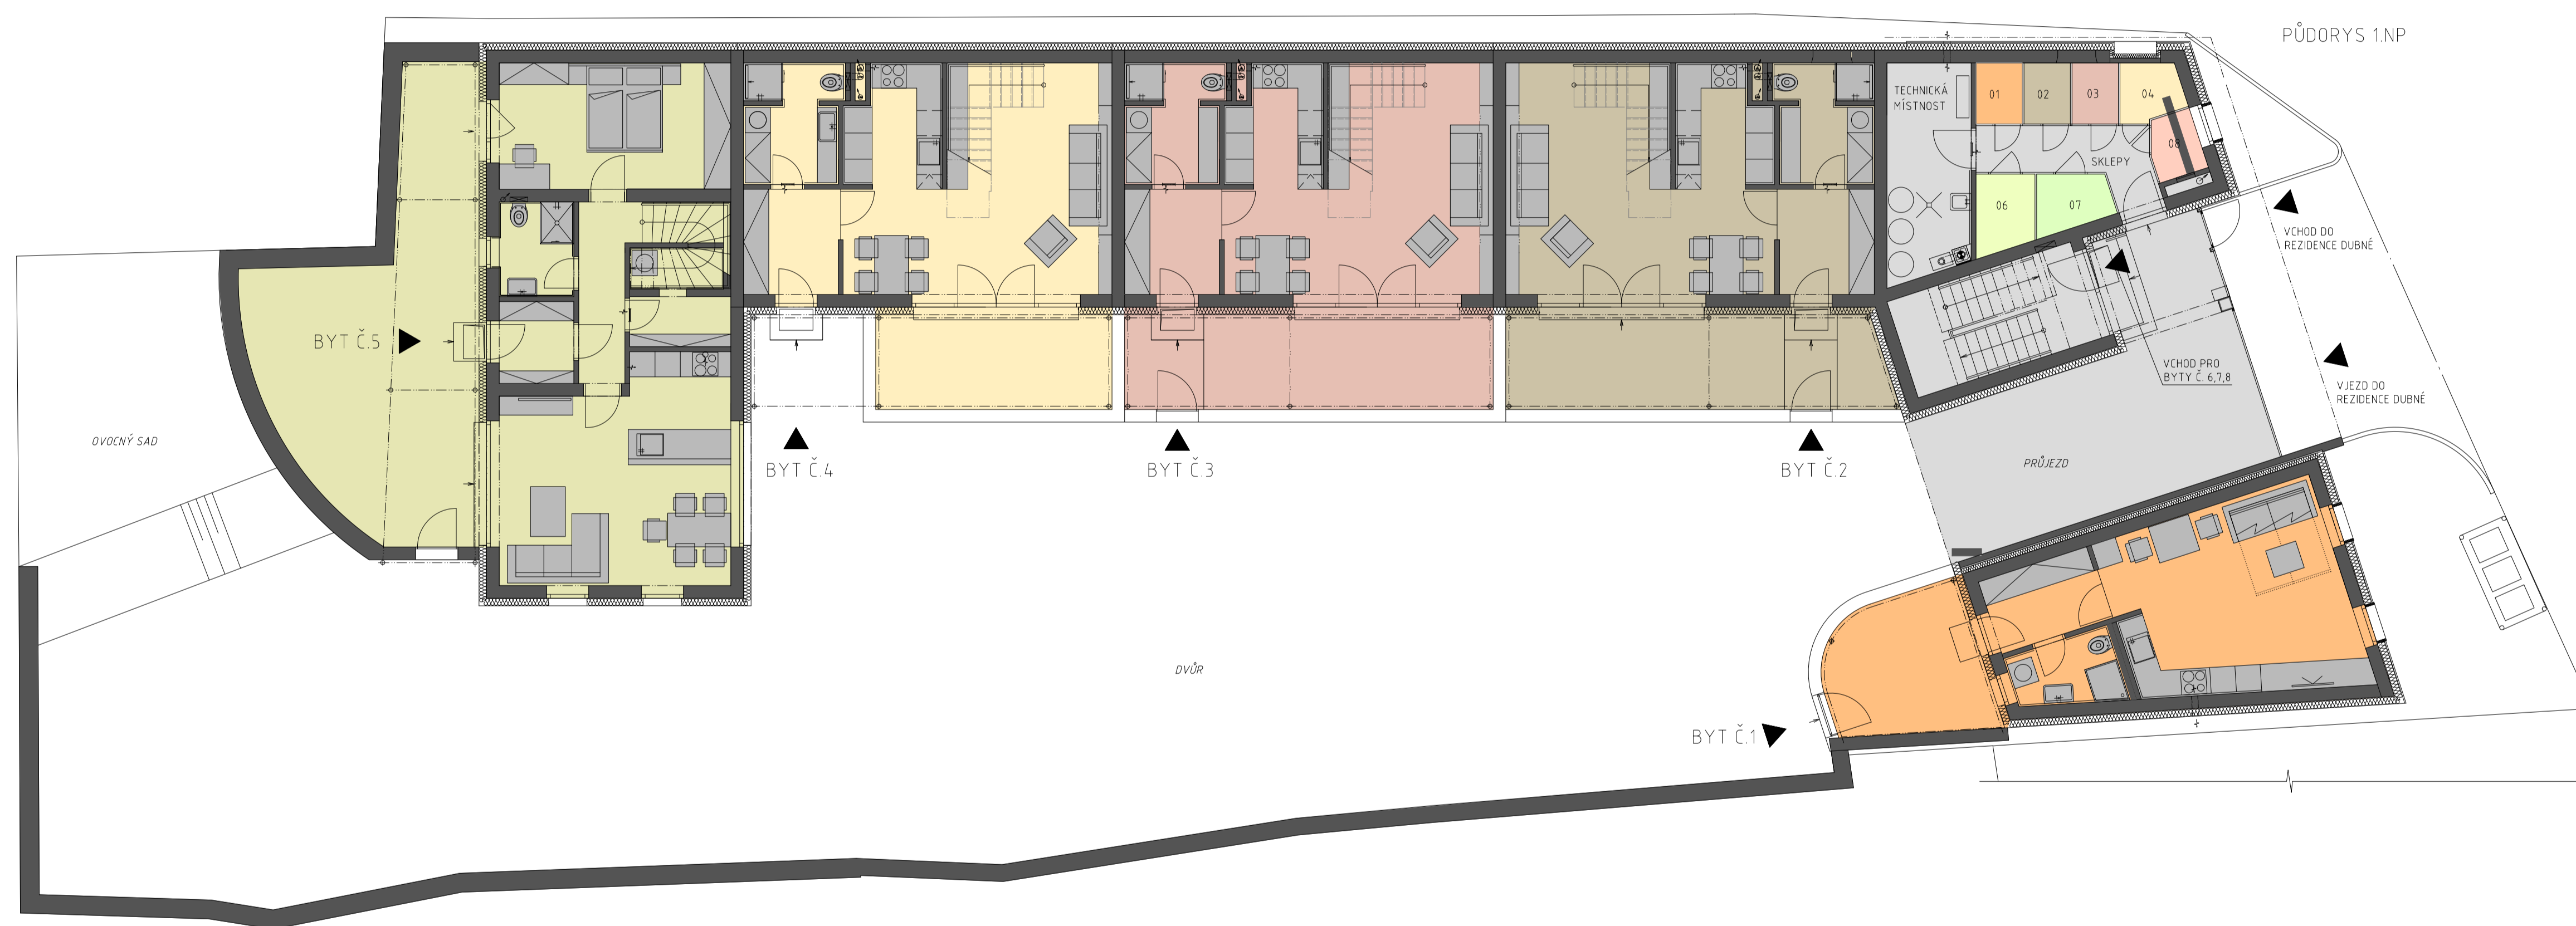 PŮDORYS 1.NP
TECHNICKÁ
MÍSTNOST
01
02
03
04
08
SKLEPY
06
07
VCHOD DO
REZIDENCE DUBNÉ
BYT Č.5
VCHOD PRO
BYTY Č. 6,7,8
VJEZD DO
REZIDENCE DUBNÉ
OVOCNÝ SAD
BYT Č.4
BYT Č.3
BYT Č.2
PRŮJEZD
DVŮR
BYT Č.1